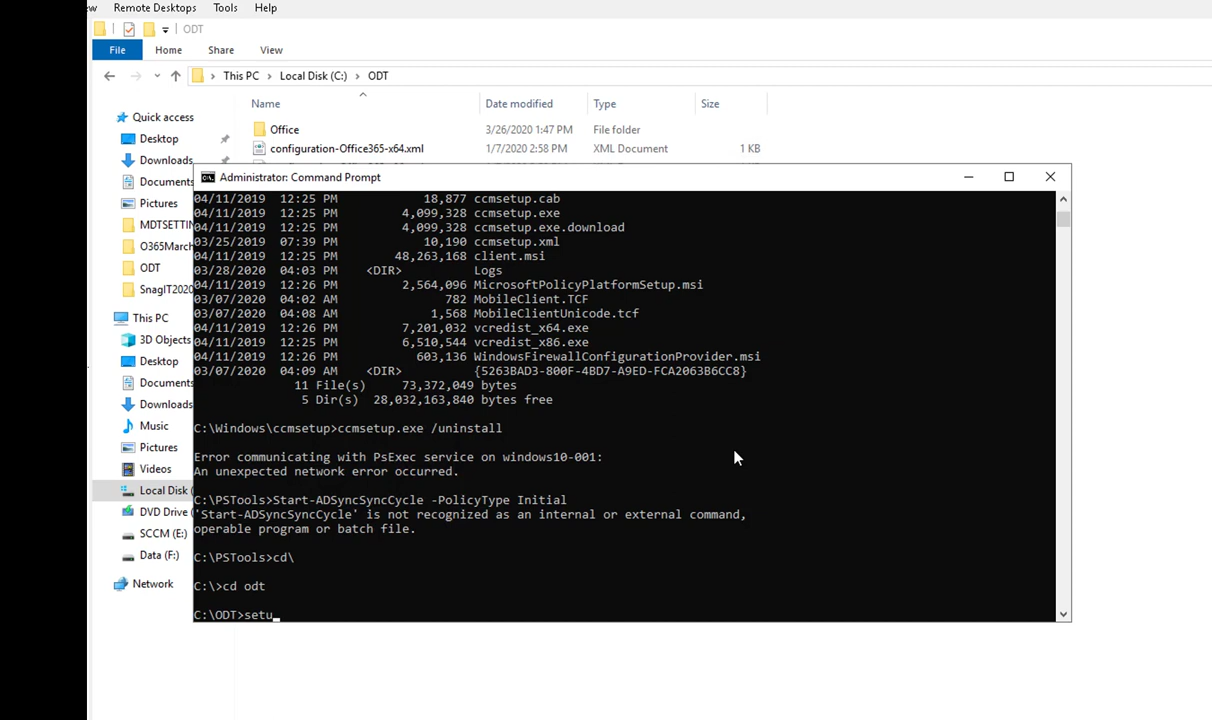 ew Remote Desktops Tools Help
ODT
File Home Share View
This PC Local Disk (C:) ODT
Name Date modified Type Size
Quick access
Office 3/26/2020 1:47 PM File folder
Desktop
configuration-Office365-x64.xml 1/7/2020 2:58 PM XML Document 1 KB
Downloads
Documents
Pictures
MDTSETTIN
O365March
ODT
SnagIT2020
This PC
3D Objects
Desktop
Documents
Downloads
Music
Pictures
Videos
Local Disk (
DVD Drive (
SCCM (E:)
Data (F:)
Network
Administrator: Command Prompt
04/11/2019 12:25 PM 18,877 ccmsetup.cab
04/11/2019 12:25 PM 4,099,328 ccmsetup.exe
04/11/2019 12:25 PM 4,099,328 ccmsetup.exe.download
03/25/2019 07:39 PM 10,190 ccmsetup.xml
04/11/2019 12:25 PM 48,263,168 client.msi
03/28/2020 04:03 PM <DIR> Logs
04/11/2019 12:26 PM 2,564,096 MicrosoftPolicyPlatformSetup.msi
03/07/2020 04:02 AM 782 MobileClient.TCF
03/07/2020 04:08 AM 1,568 MobileClientUnicode.tcf
04/11/2019 12:26 PM 7,201,032 vcredist_x64.exe
04/11/2019 12:26 PM 6,510,544 vcredist_x86.exe
04/11/2019 12:26 PM 603,136 WindowsFirewallConfigurationProvider.msi
03/07/2020 04:09 AM <DIR> {5263BAD3-800F-4BD7-A9ED-FCA2063B6CC8}
11 File(s) 73,372,049 bytes
5 Dir(s) 28,032,163,840 bytes free
C:\Windows\ccmsetup>ccmsetup.exe /uninstall
Error communicating with PsExec service on windows10-001:
An unexpected network error occurred.
C:\PSTools>Start-ADSyncSyncCycle -PolicyType Initial
'Start-ADSyncSyncCycle' is not recognized as an internal or external command,
operable program or batch file.
C:\PSTools>cd\
C:\>cd odt
C:\ODT>setu